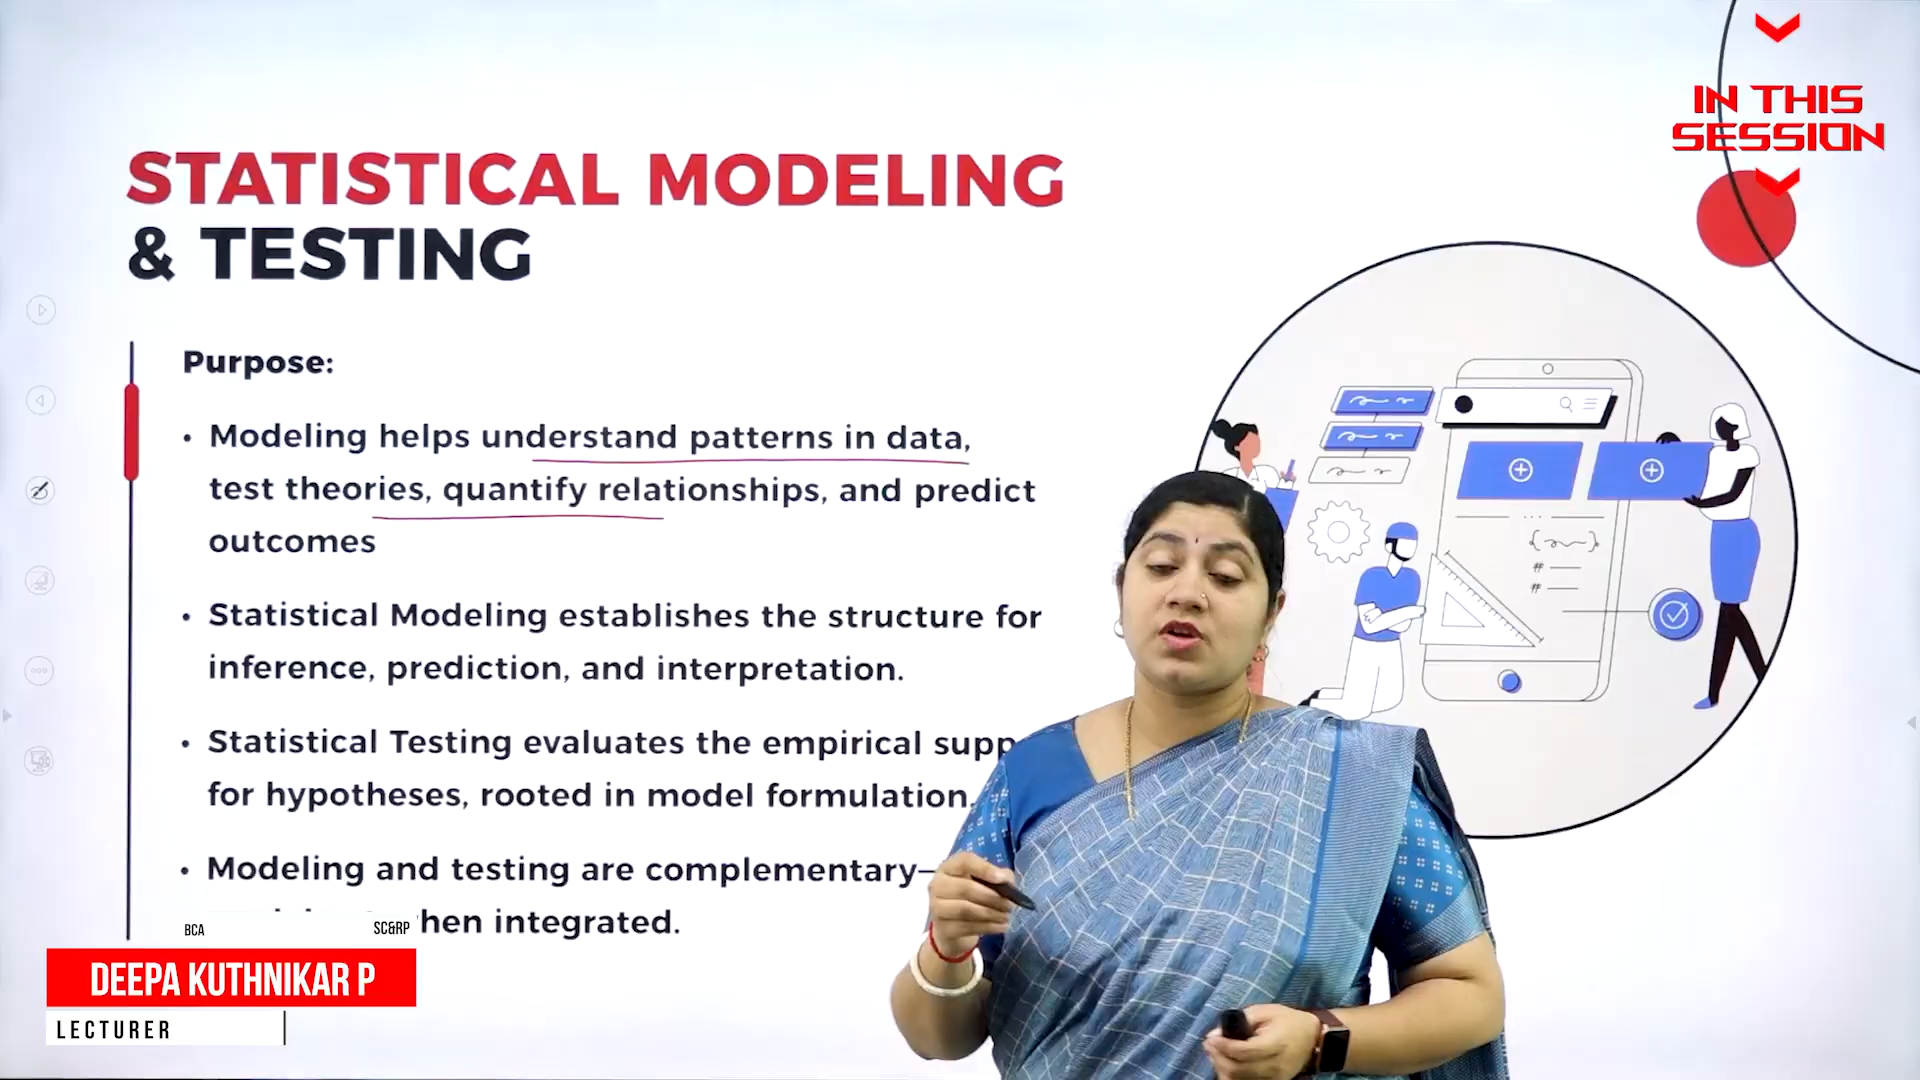 IN THIS
SESSION
STATISTICAL MODELING
& TESTING
Purpose:
• Modeling helps understand patterns in data,
test theories, quantify relationships, and predict
outcomes
• Statistical Modeling establishes the structure for
inference, prediction, and interpretation.
• Statistical Testing evaluates the empirical
for hypotheses, rooted in model formulation.
• Modeling and testing are complementary—
integrated.
BCA SC&RP
DEEPA KUTHNIKAR P
LECTURER